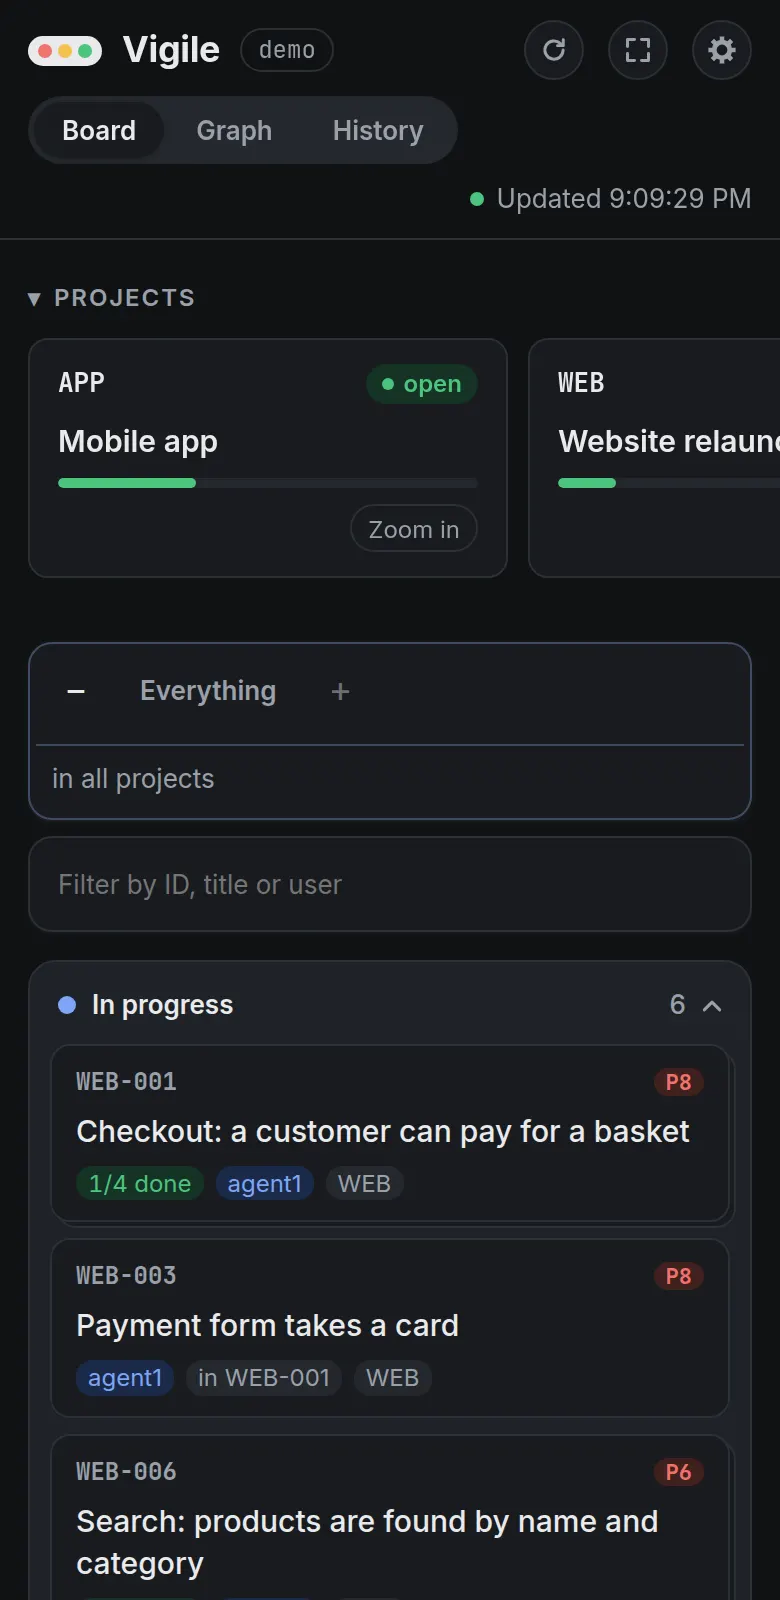 Vigile demo
Board Graph History
Updated 9:09:29 PM
▼ PROJECTS
APP open
Mobile app
Zoom in
WEB
Website relaunc
− Everything +
in all projects
Filter by ID, title or user
In progress 6
WEB-001 P8
Checkout: a customer can pay for a basket
1/4 done agent1 WEB
WEB-003 P8
Payment form takes a card
agent1 in WEB-001 WEB
WEB-006 P6
Search: products are found by name and
category